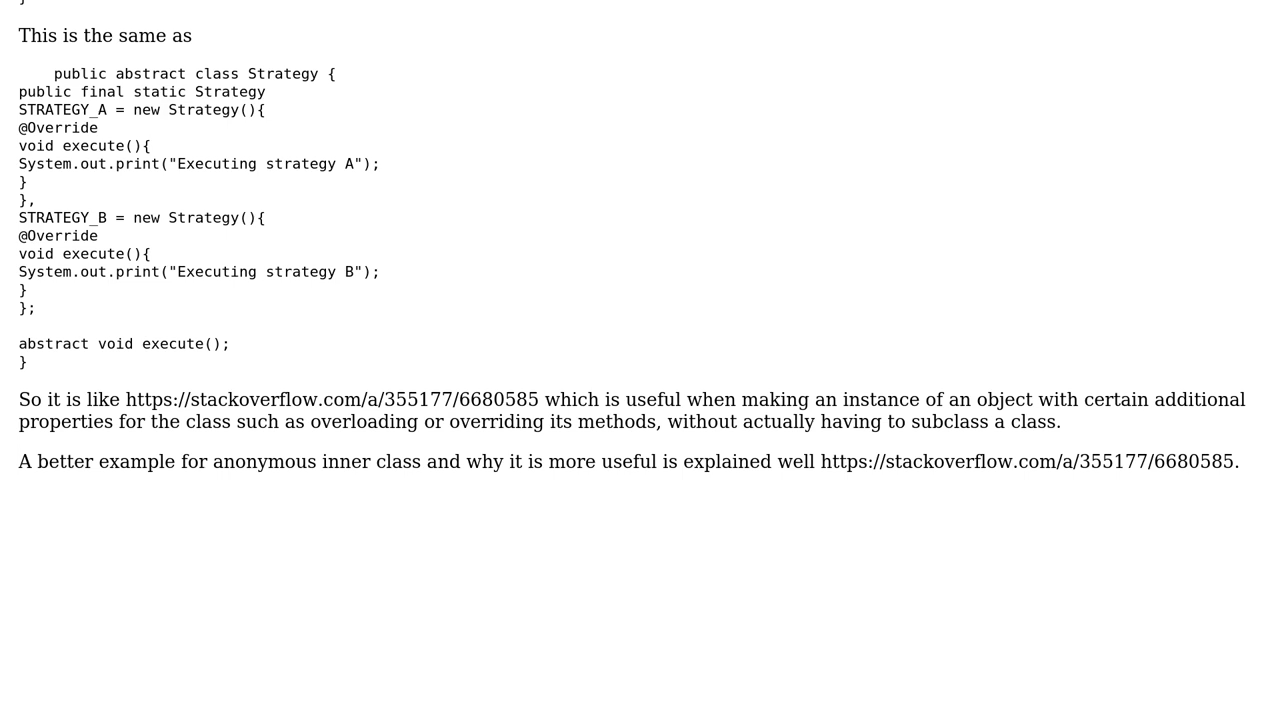 }
This is the same as
public abstract class Strategy {
public final static Strategy
STRATEGY_A = new Strategy(){
@Override
void execute(){
System.out.print("Executing strategy A");
}
},
STRATEGY_B = new Strategy(){
@Override
void execute(){
System.out.print("Executing strategy B");
}
};
abstract void execute();
}
So it is like https://stackoverflow.com/a/355177/6680585 which is useful when making an instance of an object with certain additional
properties for the class such as overloading or overriding its methods, without actually having to subclass a class.
A better example for anonymous inner class and why it is more useful is explained well https://stackoverflow.com/a/355177/6680585.